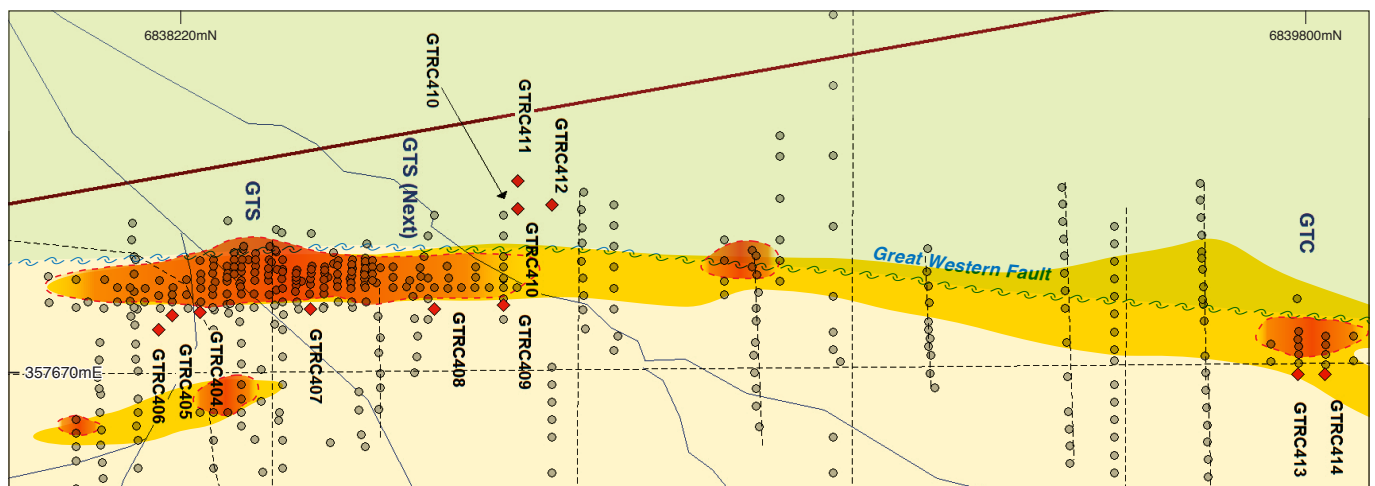 6838220mN
6839800mN
GTRC410
GTRC411
GTRC412
GTS
GTS (Next)
GTC
GTRC410
Great Western Fault
357670mE
GTRC406
GTRC405
GTRC404
GTRC407
GTRC408
GTRC409
GTRC413
GTRC414